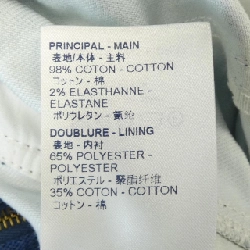 PRINCIPAL - MAIN
表地/本体 - 主料
98% COTON - COTTON
コットン - 棉
2% ELASTHANNE -
ELASTANE
ポリウレタン - 氨纶
DOUBLURE - LINING
表地 - 内衬
65% POLYESTER -
POLYESTER
ポリエステル - 聚酯纤维
35% COTON - COTTON
コットン - 棉